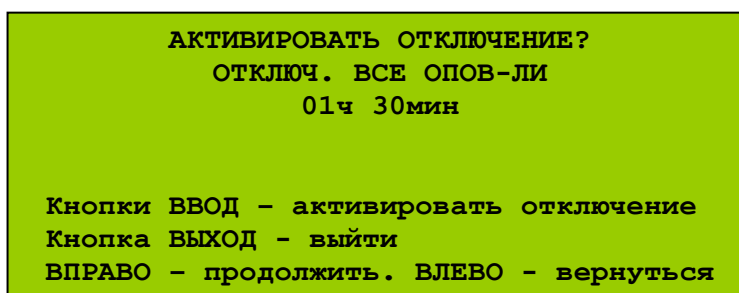 АКТИВИРОВАТЬ ОТКЛЮЧЕНИЕ?
ОТКЛЮЧ. ВСЕ ОПОВ-ЛИ
01ч 30мин
Кнопки ВВОД – активировать отключение
Кнопка ВЫХОД - выйти
ВПРАВО – продолжить. ВЛЕВО - вернуться